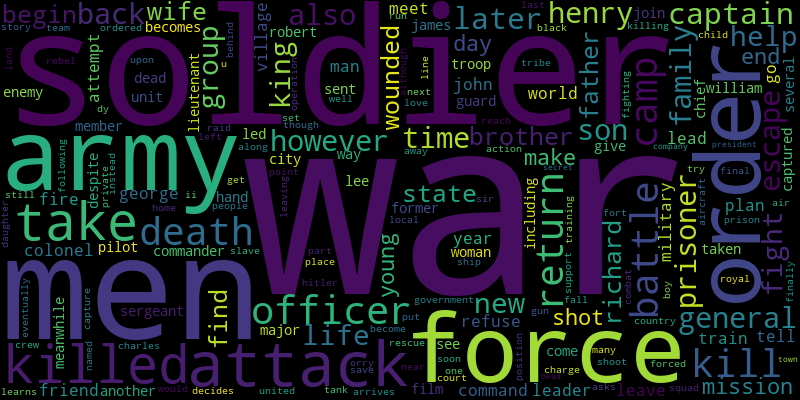 begin back wife also later henry meet join captain
story team ordered becomes robert run james black last killing
soldier
land rebel attempt group king village day troop family help
behind upon man tribe child
enemy dead sent john father camp end go several
unit lieutenant wounded world guard william chief
operation line next love fighting
member dy raid set though well reach order
led however time brother son lead escape
army war
following despite private instead left along city way action give company president
still fire george hand lee away make captured
ii get point former state secret try final air
daughter home people leaving sir return richard battle military aircraft plan prison
take death slave local year including prisoner fight
colonel pilot commander part young woman training support fort taken
place ship combat boy royal finally
men hitler government gun fall country
eventually meanwhile capture sergeant find officer new shot general
major life put refuse train tell
crew named charles become rescue see position come many forced
killed attack force kill
orry save soon one shoot town
near court charge dead squad
learns friend another would decides united tank arrives film command leader asks leave mission